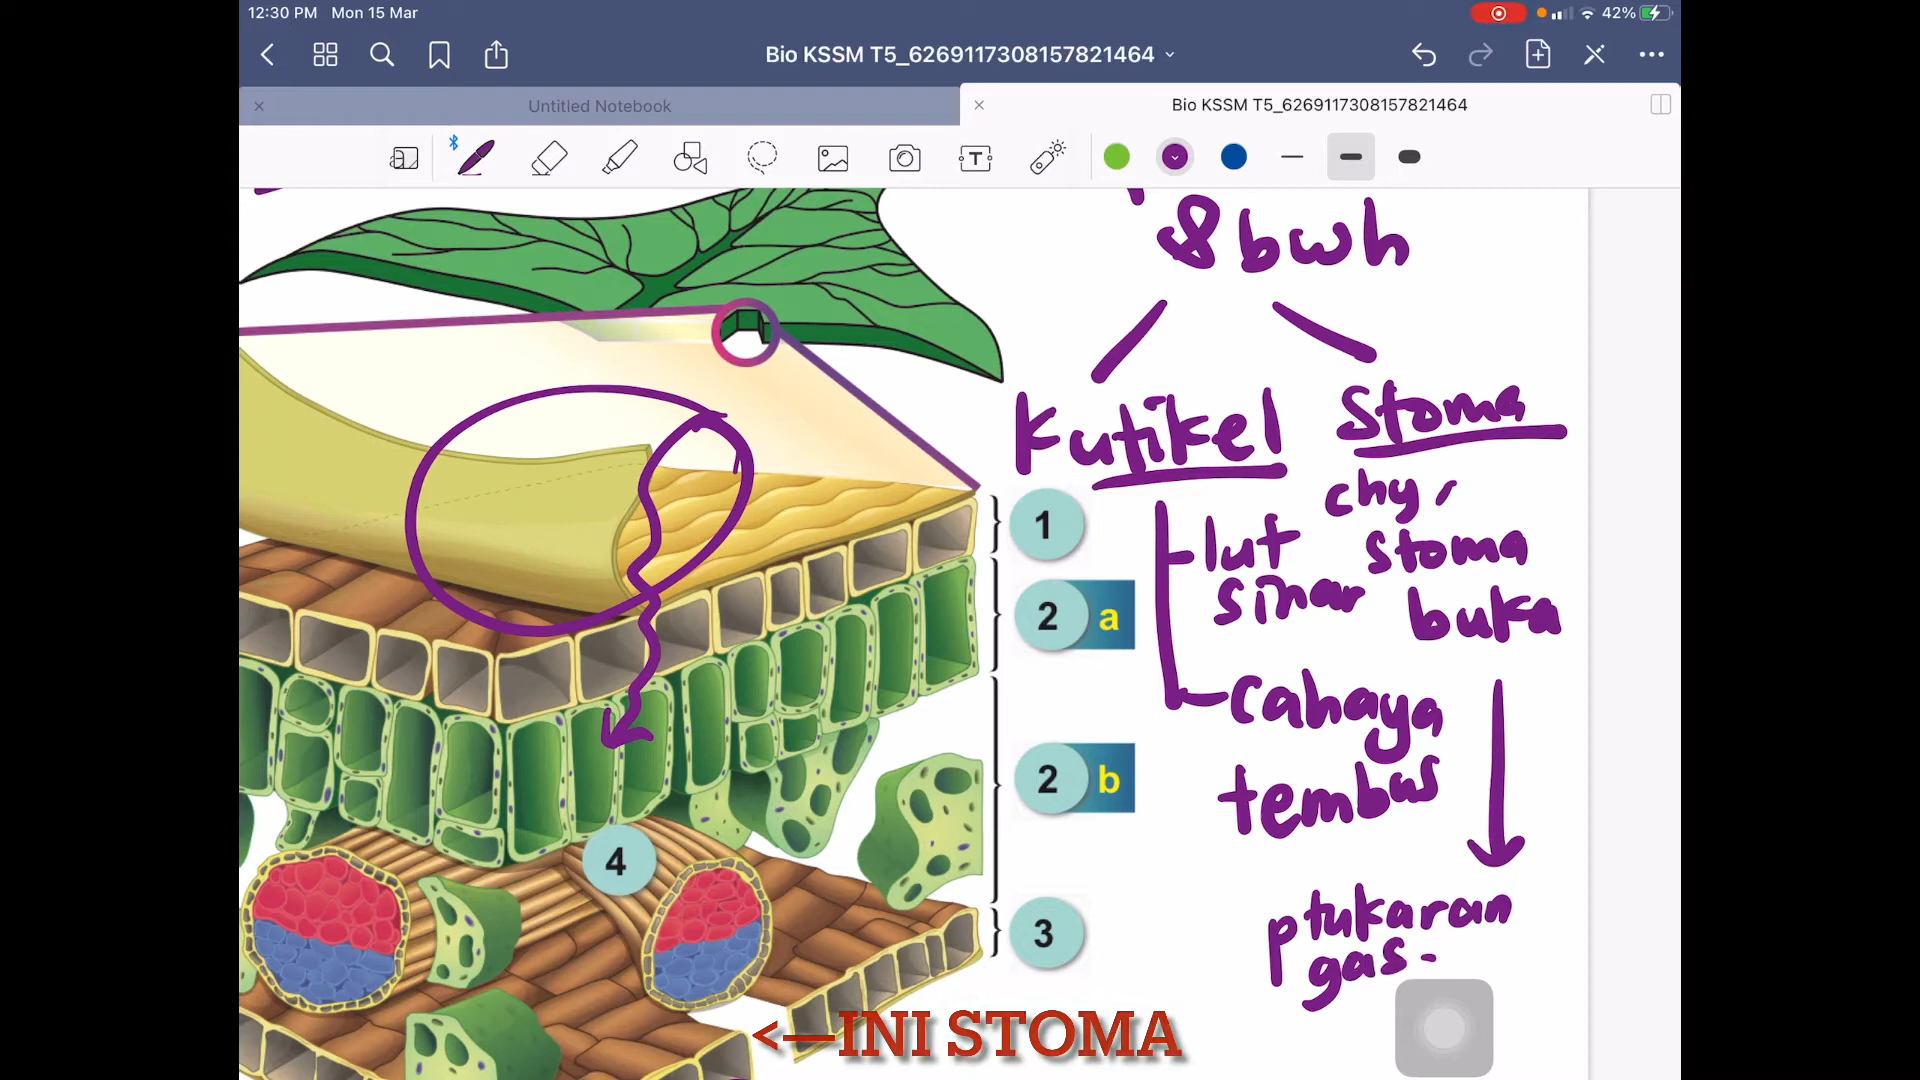 12:30 PM Mon 15 Mar
42%
Bio KSSM T5_6269117308157821464
Untitled Notebook
Bio KSSM T5_6269117308157821464
& bwh
Kutikel
Stoma
chy,
stoma
buka
lut
sinar
cahaya
tembus
ptukaran
gas.
1
2 a
2 b
4
3
<—INI STOMA